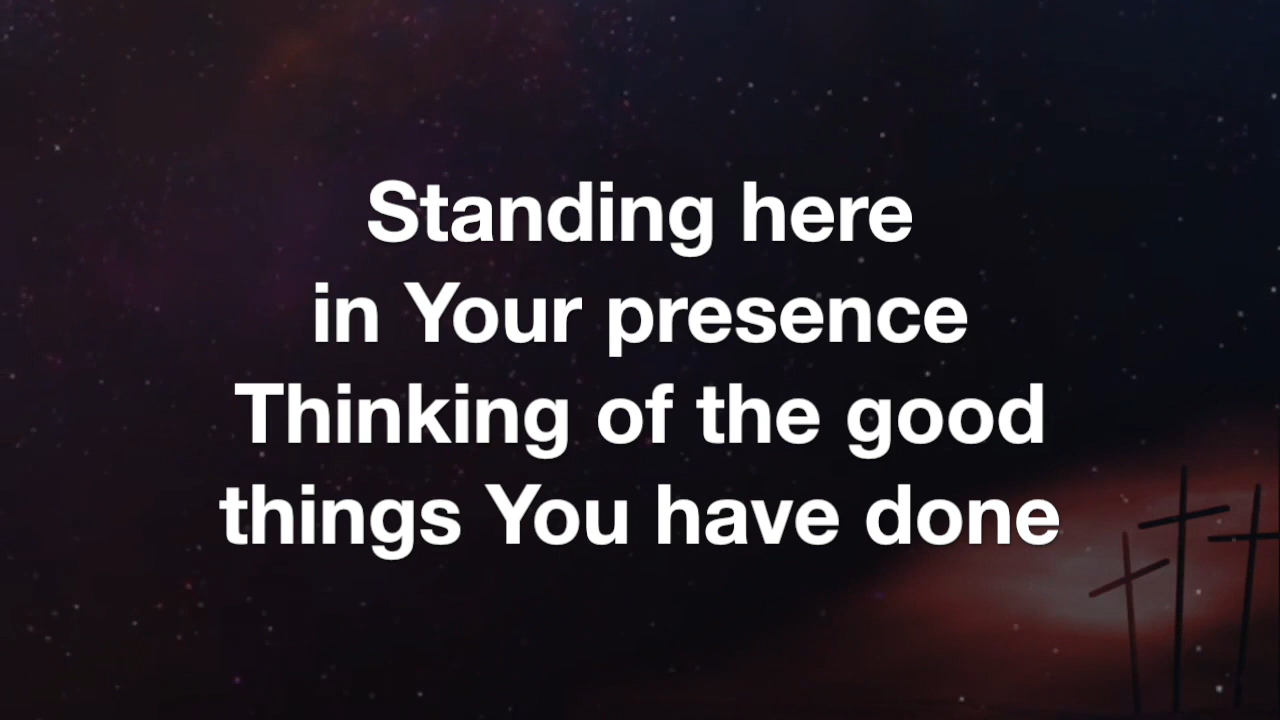 Standing here
in Your presence
Thinking of the good
things You have done